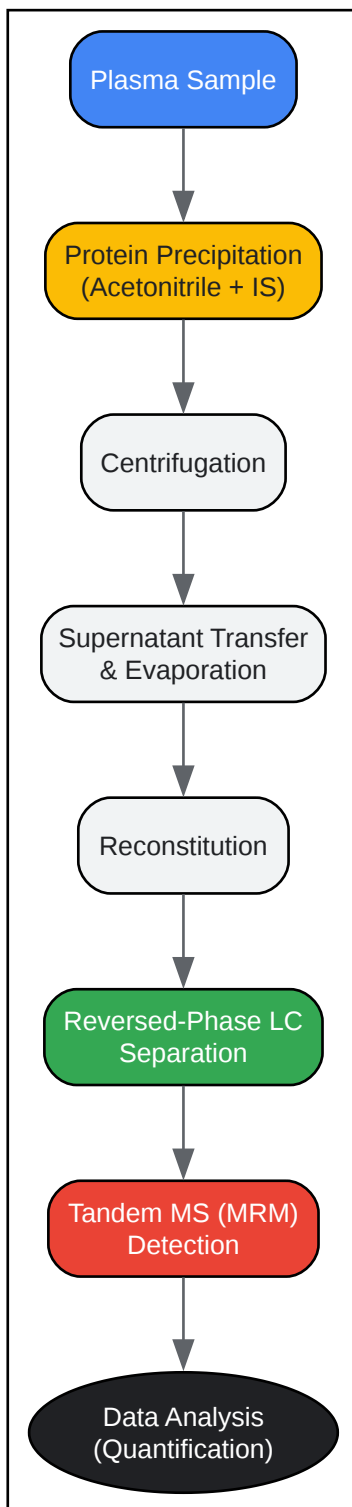 Plasma Sample
Protein Precipitation
(Acetonitrile + IS)
Centrifugation
Supernatant Transfer
& Evaporation
Reconstitution
Reversed-Phase LC
Separation
Tandem MS (MRM)
Detection
Data Analysis
(Quantification)